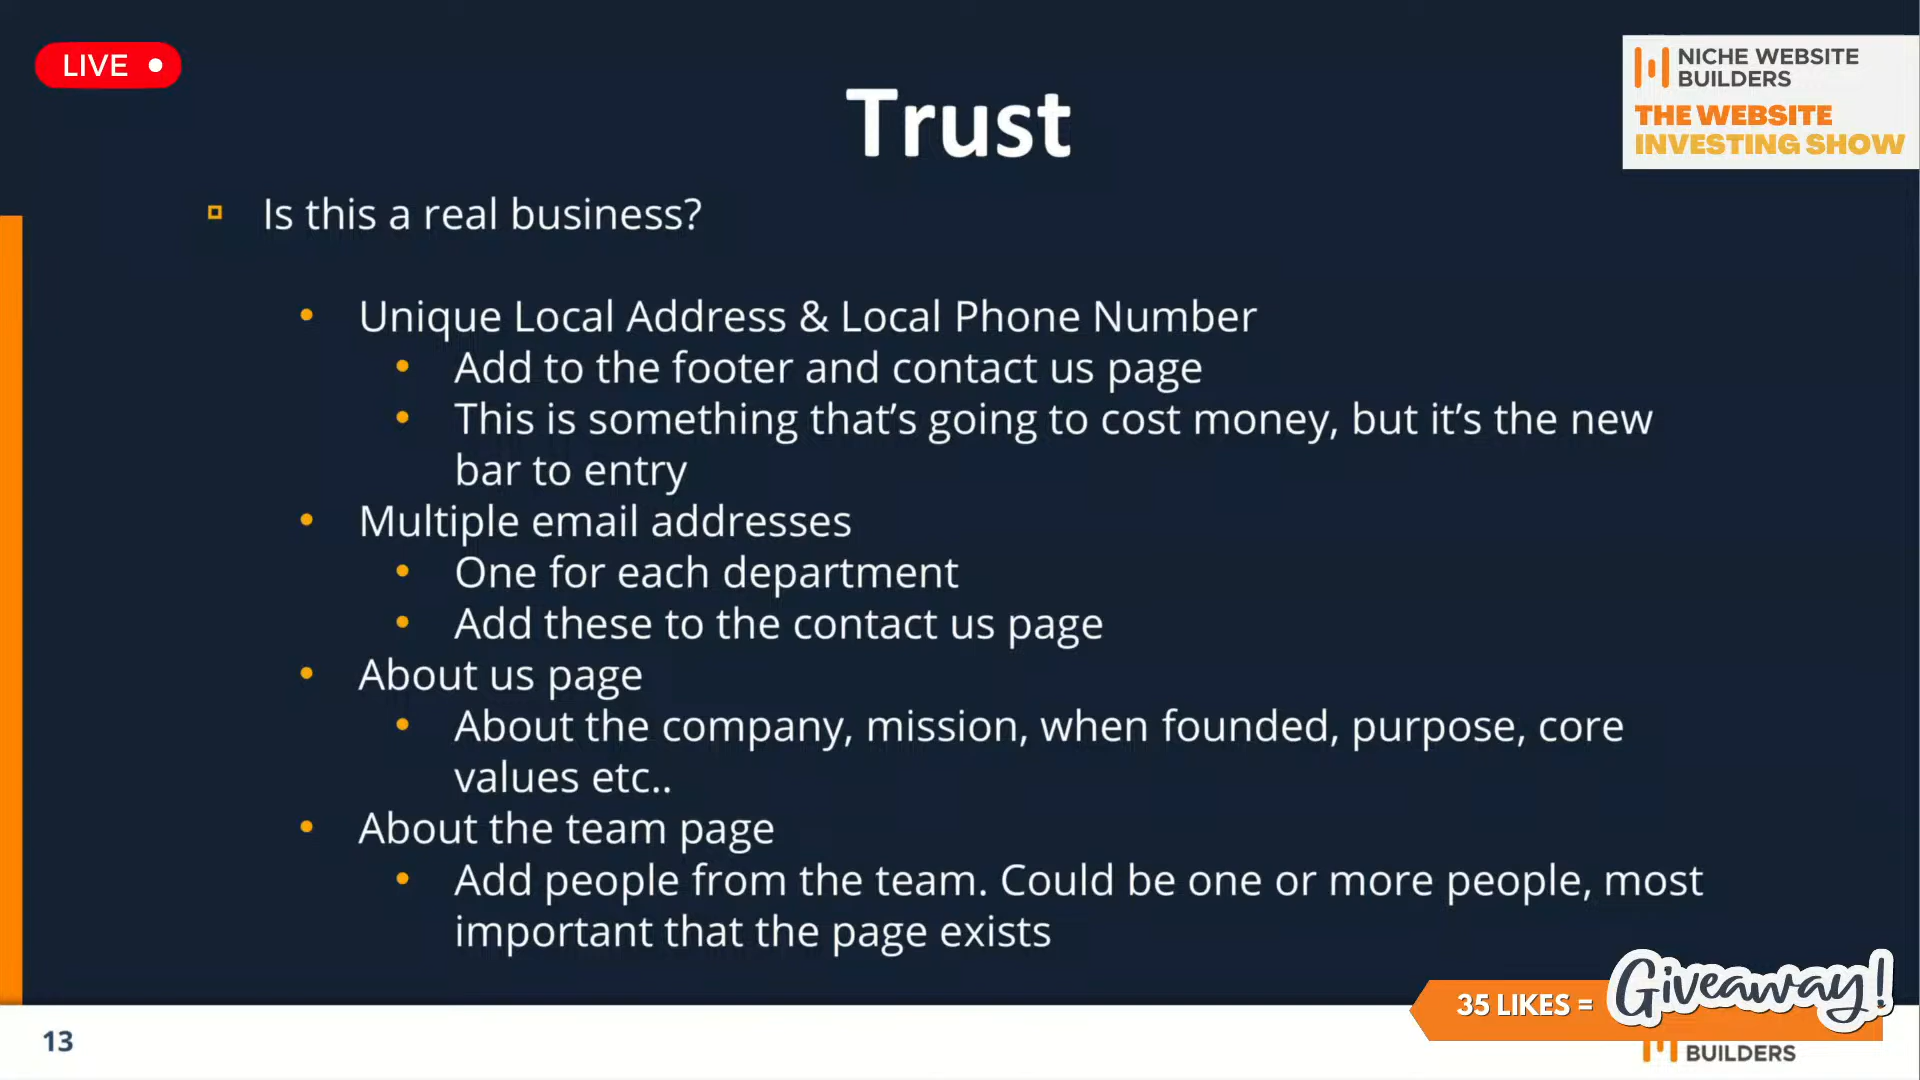 LIVE
NICHE WEBSITE
BUILDERS
THE WEBSITE
INVESTING SHOW
Trust
Is this a real business?
Unique Local Address & Local Phone Number
Add to the footer and contact us page
This is something that’s going to cost money, but it’s the new
bar to entry
Multiple email addresses
One for each department
Add these to the contact us page
About us page
About the company, mission, when founded, purpose, core
values etc..
About the team page
Add people from the team. Could be one or more people, most
important that the page exists
35 LIKES = Giveaway!
13
BUILDERS